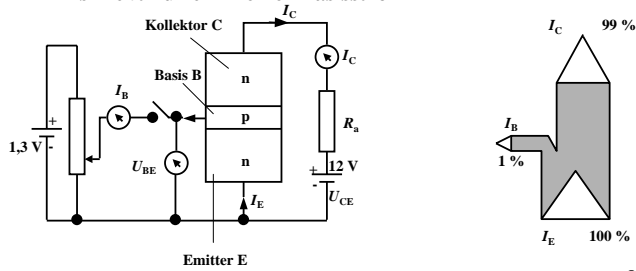 I_C
Kollektor C
I_C
n
Basis B
I_B
p
R_a
+
1,3 V
-
U_BE
n
+
12 V
-
I_E
U_CE
Emitter E
I_C 99 %
I_B
1 %
I_E 100 %